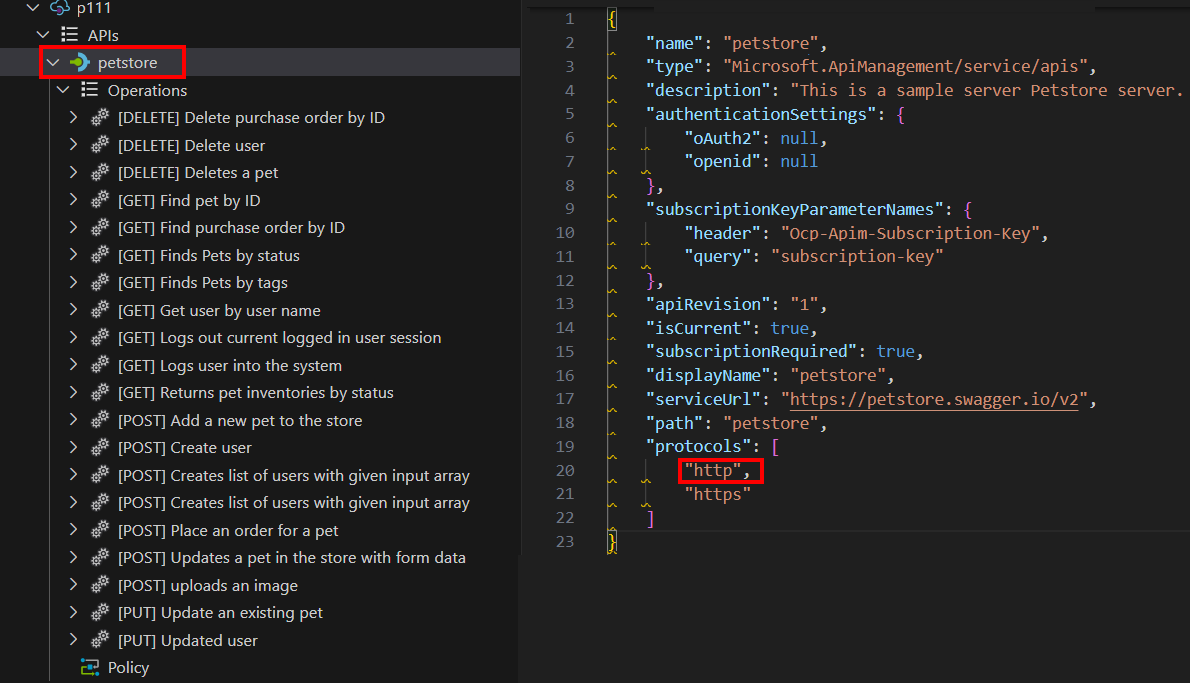 p111
APIs
petstore
Operations
[DELETE] Delete purchase order by ID
[DELETE] Delete user
[DELETE] Deletes a pet
[GET] Find pet by ID
[GET] Find purchase order by ID
[GET] Finds Pets by status
[GET] Finds Pets by tags
[GET] Get user by user name
[GET] Logs out current logged in user session
[GET] Logs user into the system
[GET] Returns pet inventories by status
[POST] Add a new pet to the store
[POST] Create user
[POST] Creates list of users with given input array
[POST] Creates list of users with given input array
[POST] Place an order for a pet
[POST] Updates a pet in the store with form data
[POST] uploads an image
[PUT] Update an existing pet
[PUT] Updated user
Policy
1 {
2 "name": "petstore",
3 "type": "Microsoft.ApiManagement/service/apis",
4 "description": "This is a sample server Petstore server.
5 "authenticationSettings": {
6 "oAuth2": null,
7 "openid": null
8 },
9 "subscriptionKeyParameterNames": {
10 "header": "Ocp-Apim-Subscription-Key",
11 "query": "subscription-key"
12 },
13 "apiRevision": "1",
14 "isCurrent": true,
15 "subscriptionRequired": true,
16 "displayName": "petstore",
17 "serviceUrl": "https://petstore.swagger.io/v2",
18 "path": "petstore",
19 "protocols": [
20 "http",
21 "https"
22 ]
23 }